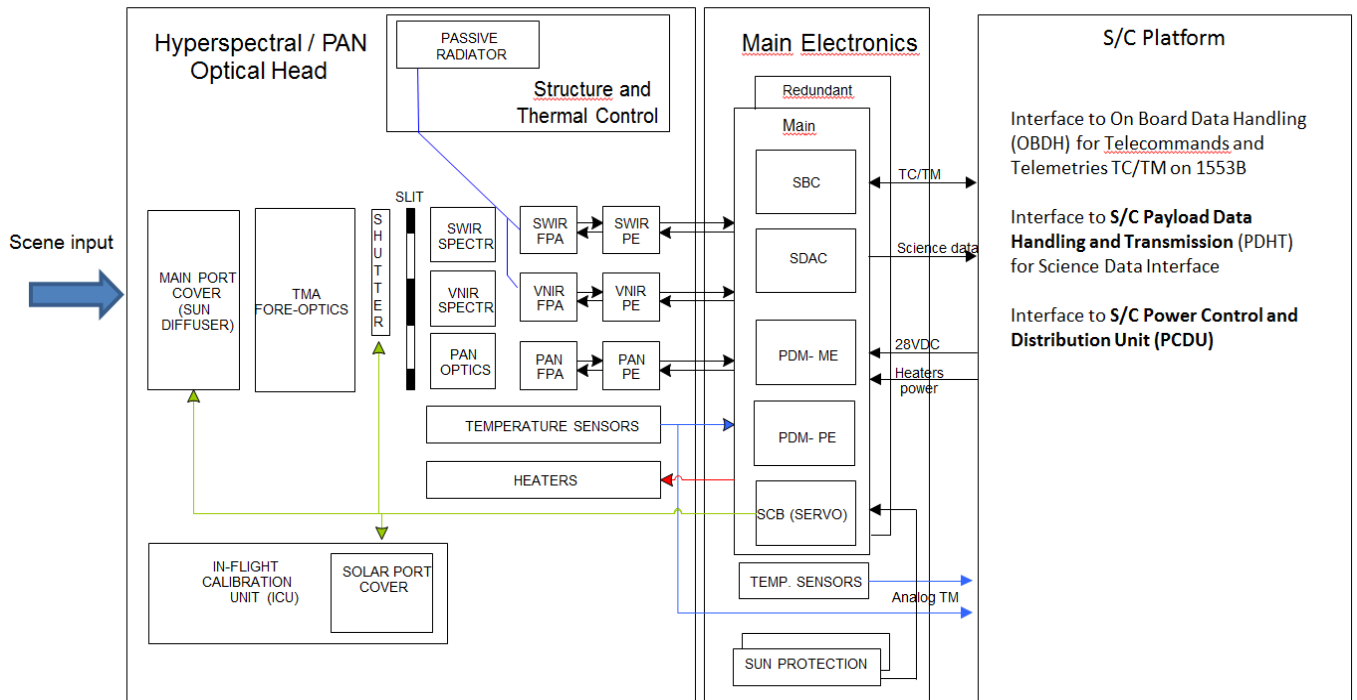 Hyperspectral / PAN
Optical Head
PASSIVE
RADIATOR
Structure and
Thermal Control
Main Electronics
S/C Platform
Redundant
Main
Interface to On Board Data Handling
(OBDH) for Telecommands and
Telemetries TC/TM on 1553B
Interface to S/C Payload Data
Handling and Transmission (PDHT)
for Science Data Interface
Interface to S/C Power Control and
Distribution Unit (PCDU)
Scene input
MAIN PORT
COVER
(SUN
DIFFUSER)
TMA
FORE-OPTICS
SHUTTER
SLIT
SWIR
SPECTR
SWIR
FPA
SWIR
PE
VNIR
SPECTR
VNIR
FPA
VNIR
PE
PAN
OPTICS
PAN
FPA
PAN
PE
SBC
TC/TM
SDAC
Science data
PDM- ME
28VDC
Heaters
power
TEMPERATURE SENSORS
PDM- PE
HEATERS
SCB (SERVO)
IN-FLIGHT
CALIBRATION
UNIT (ICU)
SOLAR PORT
COVER
TEMP. SENSORS
Analog TM
SUN PROTECTION